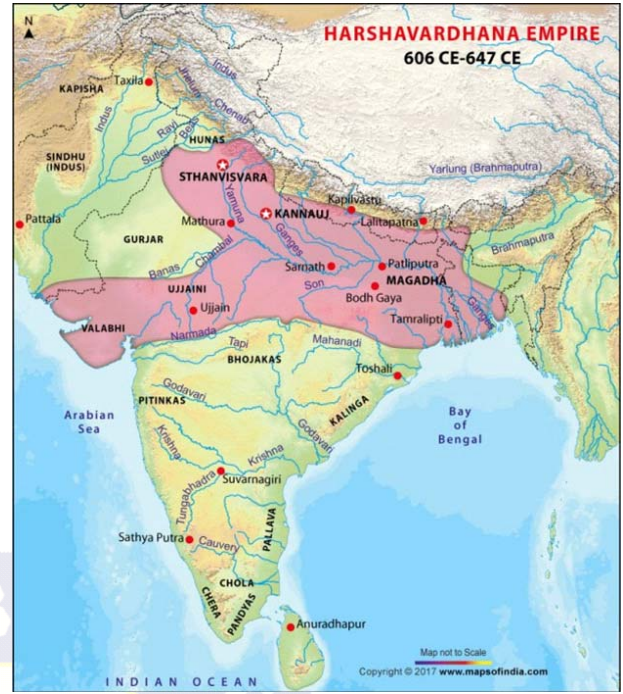 N
HARSHAVARDHANA EMPIRE
606 CE-647 CE
Taxila
KAPISHA
Indus
Indus
Indus
Chenab
Ravi
Beas
HUNAS
Sutlej
SINDHU
(INDUS)
STHANVISVARA
Yarlung (Brahmaputra)
Yamuna
KANNAUJ
Kapilvastu
Pattala
Mathura
Lalitapatna
GURJAR
Ganges
Brahmaputra
Chambal
Banas
Sarnath
Patliputra
UJJAINI
Son
MAGADHA
Bodh Gaya
Ujjain
Ganges
VALABHI
Tamralipti
Narmada
Tapi
Mahanadi
BHOJAKAS
Toshali
Godavari
PITINKAS
KALINGA
Arabian
Sea
Bay
of
Bengal
Godavari
Krishna
Krishna
Suvarnagiri
Tungabhadra
PALLAVA
Sathya Putra
Cauvery
CHOLA
CHERA
PANDYAS
Anuradhapur
Map not to Scale
Copyright © 2017 www.mapsofindia.com
INDIAN OCEAN